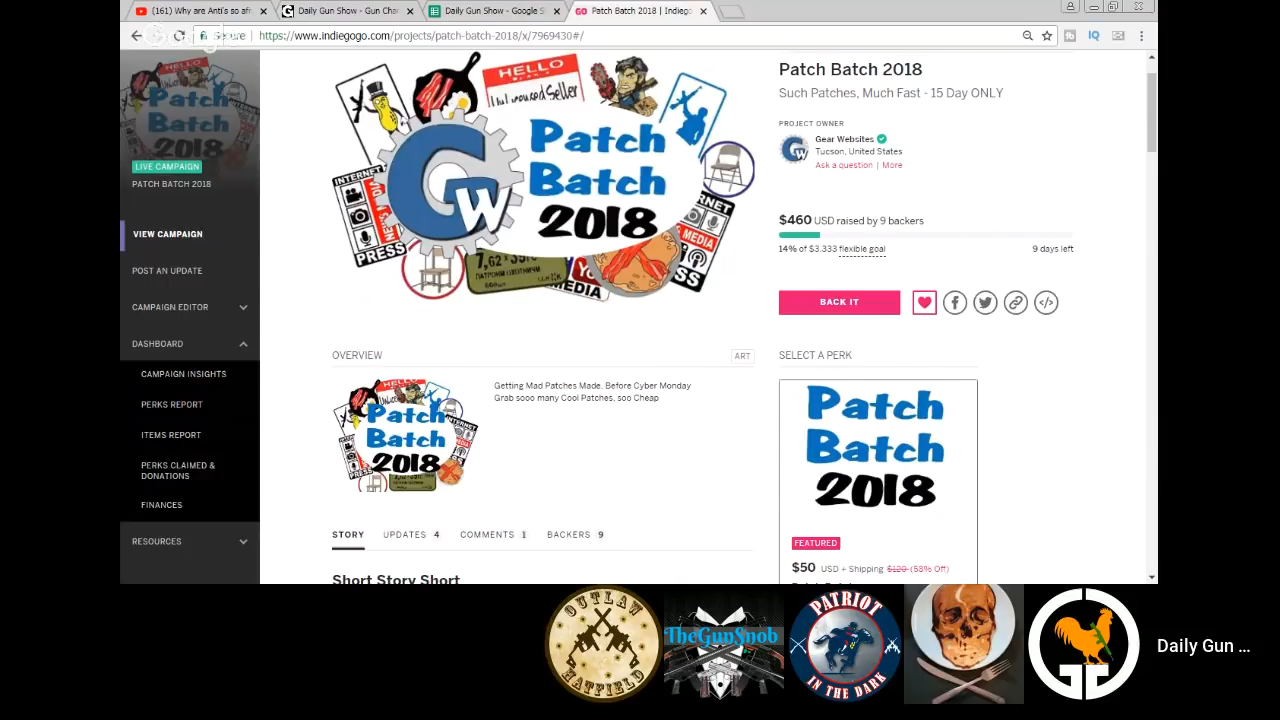 (161) Why are Anti's so afr
Daily Gun Show - Gun Cha
Daily Gun Show - Google S
Patch Batch 2018 | Indiego
Secure
https://www.indiegogo.com/projects/patch-batch-2018/x/7969430#/
Patch
Batch
2018
LIVE CAMPAIGN
PATCH BATCH 2018
VIEW CAMPAIGN
POST AN UPDATE
CAMPAIGN EDITOR
DASHBOARD
CAMPAIGN INSIGHTS
PERKS REPORT
ITEMS REPORT
PERKS CLAIMED &
DONATIONS
FINANCES
RESOURCES
HELLO
Patch
Batch
2018
GW
INTERNET
PRESS
7,62
MEDIA
Patch Batch 2018
Such Patches, Much Fast - 15 Day ONLY
PROJECT OWNER
Gear Websites
Tucson, United States
Ask a question | More
$460 USD raised by 9 backers
14% of $3,333 flexible goal
9 days left
BACK IT
OVERVIEW
ART
Patch
Batch
2018
Getting Mad Patches Made, Before Cyber Monday
Grab sooo many Cool Patches, soo Cheap
STORY
UPDATES 4
COMMENTS 1
BACKERS 9
Short Story Short
SELECT A PERK
Patch
Batch
2018
FEATURED
$50 USD + Shipping $120 (58% Off)
OUTLAW
HATFIELD
TheGunSnob
PATRIOT
IN THE DARK
Daily Gun ...